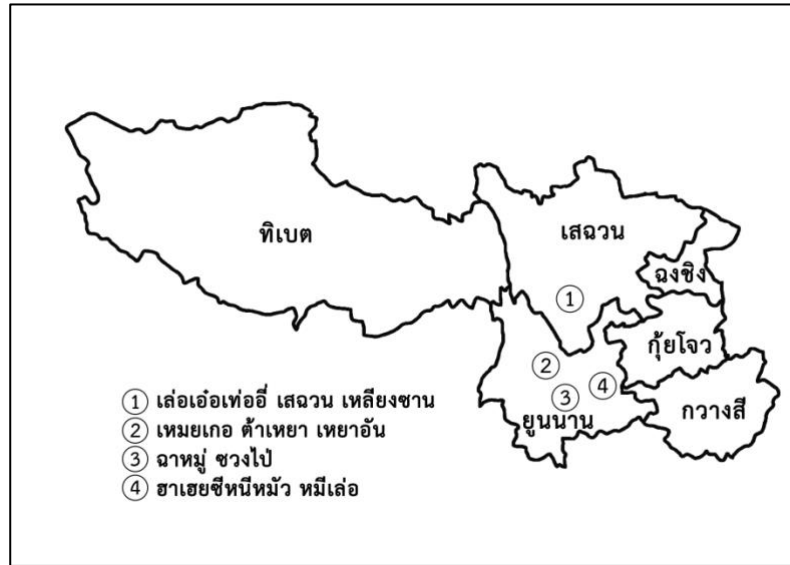 ทิเบต
เสฉวน
ฉงชิง
①
กุ้ยโจว
②
④
③
กวางสี
ยูนนาน
① เล่อเอ๋อเท่ออี่ เสฉวน เหลียงซาน
② เหมยเกอ ต้าเหยา เหยาอัน
③ ฉาหมู่ ซวงไป่
④ ฮาเฮยซีหนีหมัว หมีเล่อ